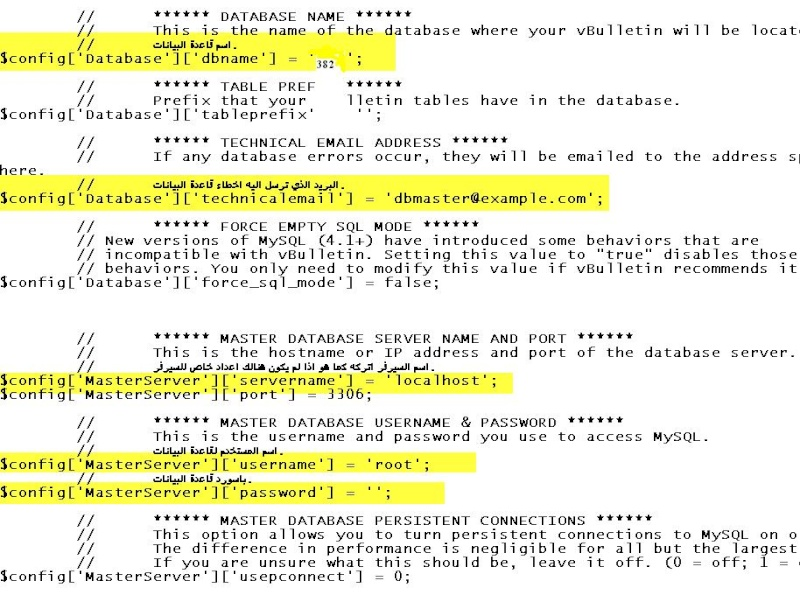 // ****** DATABASE NAME ******
// This is the name of the database where your vBulletin will be
// اسم قاعدة البيانات .
$config['Database']['dbname'] = ' 382 ';
// ****** TABLE PREF ******
// Prefix that your lletin tables have in the database.
$config['Database']['tableprefix' '';
// ****** TECHNICAL EMAIL ADDRESS ******
// If any database errors occur, they will be emailed to the address
here.
// البريد الذي ترسل اليه اخطاء قاعدة البيانات .
$config['Database']['technicalemail'] = 'dbmaster@example.com';
// ****** FORCE EMPTY SQL MODE ******
// New versions of MySQL (4.1+) have introduced some behaviors that are
// incompatible with vBulletin. Setting this value to "true" disables those
// behaviors. You only need to modify this value if vBulletin recommends it
$config['Database']['force_sql_mode'] = false;
// ****** MASTER DATABASE SERVER NAME AND PORT ******
// This is the hostname or IP address and port of the database server.
// اسم السيرفر اتركه كما هو اذا لم يكون هنالك اعداد خاص للسيرفر .
$config['MasterServer']['servername'] = 'localhost';
$config['MasterServer']['port'] = 3306;
// ****** MASTER DATABASE USERNAME & PASSWORD ******
// This is the username and password you use to access MySQL.
// اسم المستخدم لقاعدة البيانات .
$config['MasterServer']['username'] = 'root';
// باسورد قاعدة البيانات .
$config['MasterServer']['password'] = '';
// ****** MASTER DATABASE PERSISTENT CONNECTIONS ******
// This option allows you to turn persistent connections to MySQL on
// The difference in performance is negligible for all but the largest
// If you are unsure what this should be, leave it off. (0 = off; 1 =
$config['MasterServer']['usepconnect'] = 0;